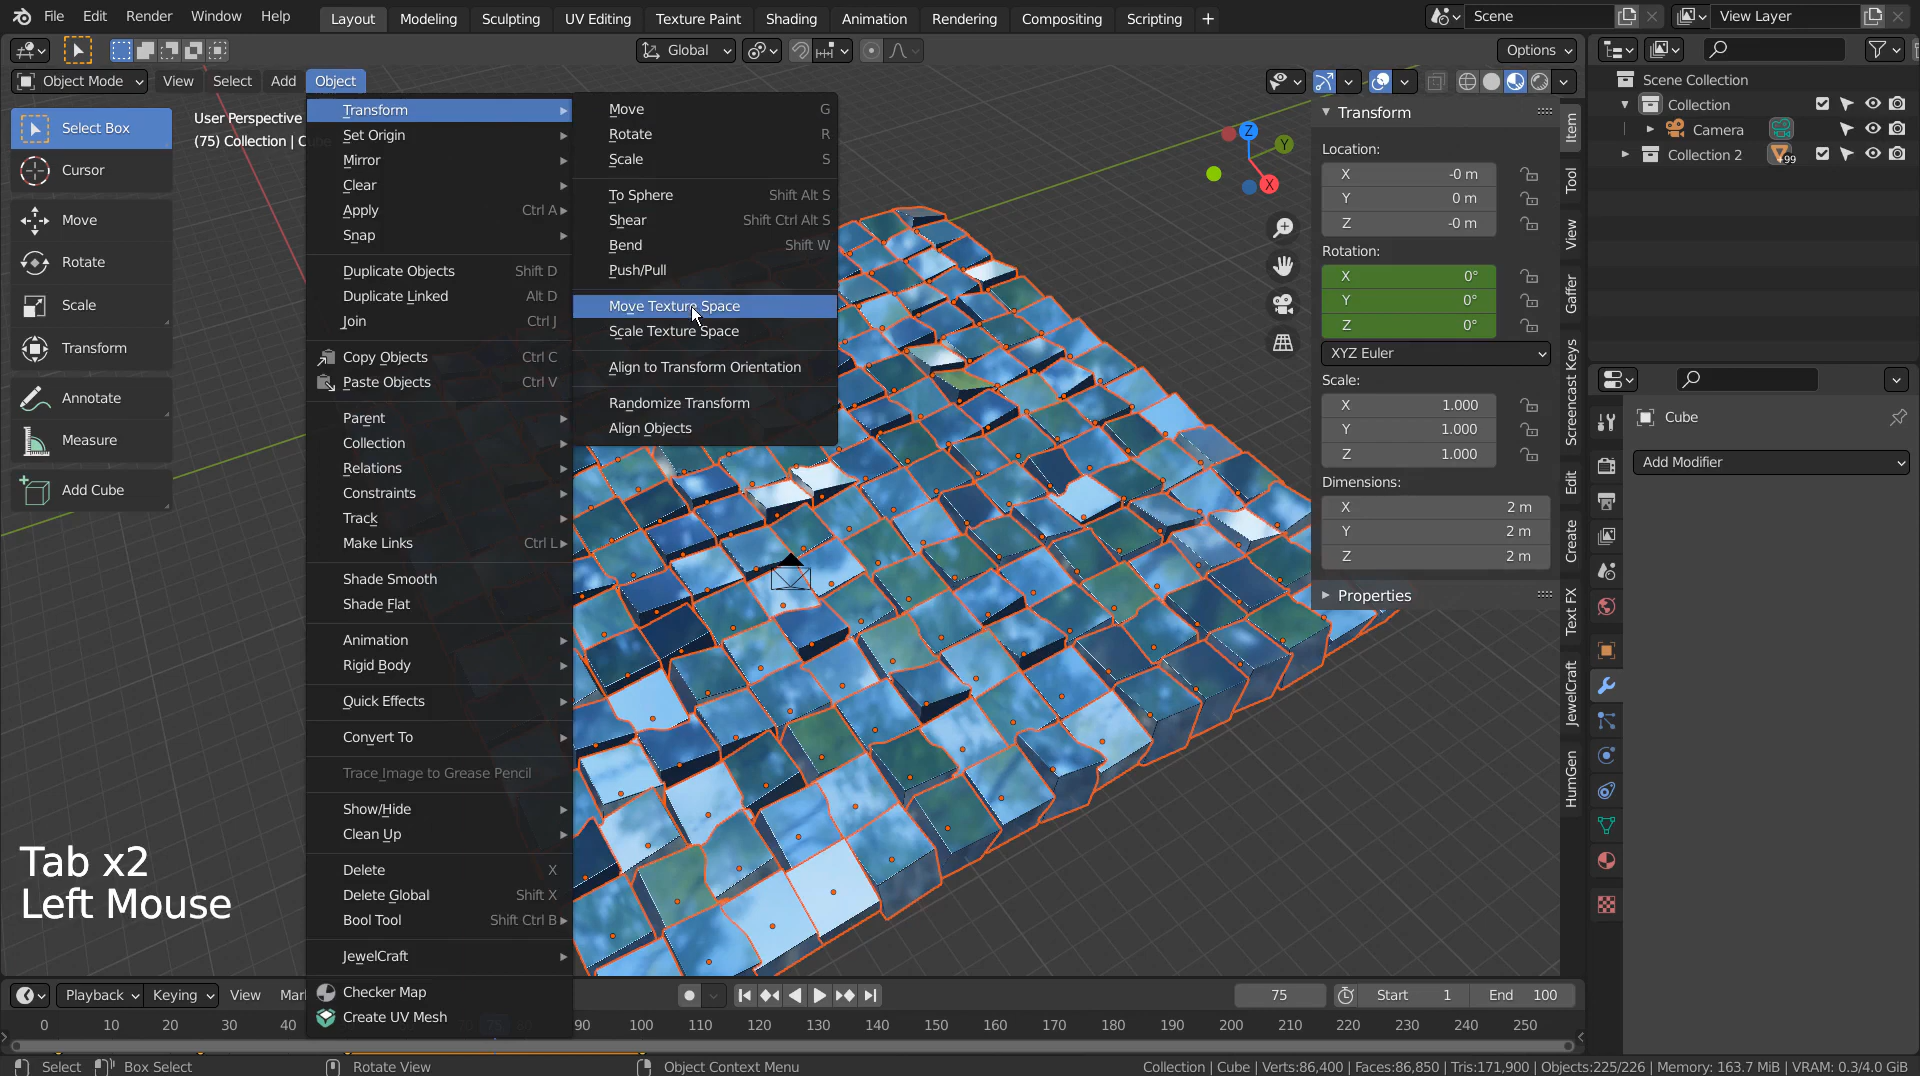 File Edit Render Window Help Layout Modeling Sculpting UV Editing Texture Paint Shading Animation Rendering Compositing Scripting + Scene View Layer
Global Options
Object Mode View Select Add Object
Select Box
Cursor
Move
Rotate
Scale
Transform
Annotate
Measure
Add Cube
User Perspective
(75) Collection | C
Transform
Set Origin
Mirror
Clear
Apply Ctrl A
Snap
Duplicate Objects Shift D
Duplicate Linked Alt D
Join Ctrl J
Copy Objects Ctrl C
Paste Objects Ctrl V
Parent
Collection
Relations
Constraints
Track
Make Links Ctrl L
Shade Smooth
Shade Flat
Animation
Rigid Body
Quick Effects
Convert To
Trace Image to Grease Pencil
Show/Hide
Clean Up
Delete X
Delete Global Shift X
Bool Tool Shift Ctrl B
JewelCraft
Checker Map
Create UV Mesh
Move G
Rotate R
Scale S
To Sphere Shift Alt S
Shear Shift Ctrl Alt S
Bend Shift W
Push/Pull
Move Texture Space
Scale Texture Space
Align to Transform Orientation
Randomize Transform
Align Objects
Z
Y
X
Transform
Location:
X -0 m
Y 0 m
Z -0 m
Rotation:
X 0°
Y 0°
Z 0°
XYZ Euler
Scale:
X 1.000
Y 1.000
Z 1.000
Dimensions:
X 2 m
Y 2 m
Z 2 m
Properties
Item
Tool
View
Gaffer
Screencast Keys
Edit
Create
Text FX
JewelCraft
HumGen
Scene Collection
Collection
Camera
Collection 2 99
Cube
Add Modifier
Tab x2
Left Mouse
Playback Keying View Mar 75 Start 1 End 100
0 10 20 30 40 90 100 110 120 130 140 150 160 170 180 190 200 210 220 230 240 250
Select Box Select Rotate View Object Context Menu Collection | Cube | Verts:86,400 | Faces:86,850 | Tris:171,900 | Objects:225/226 | Memory: 163.7 MiB | VRAM: 0.3/4.0 GiB